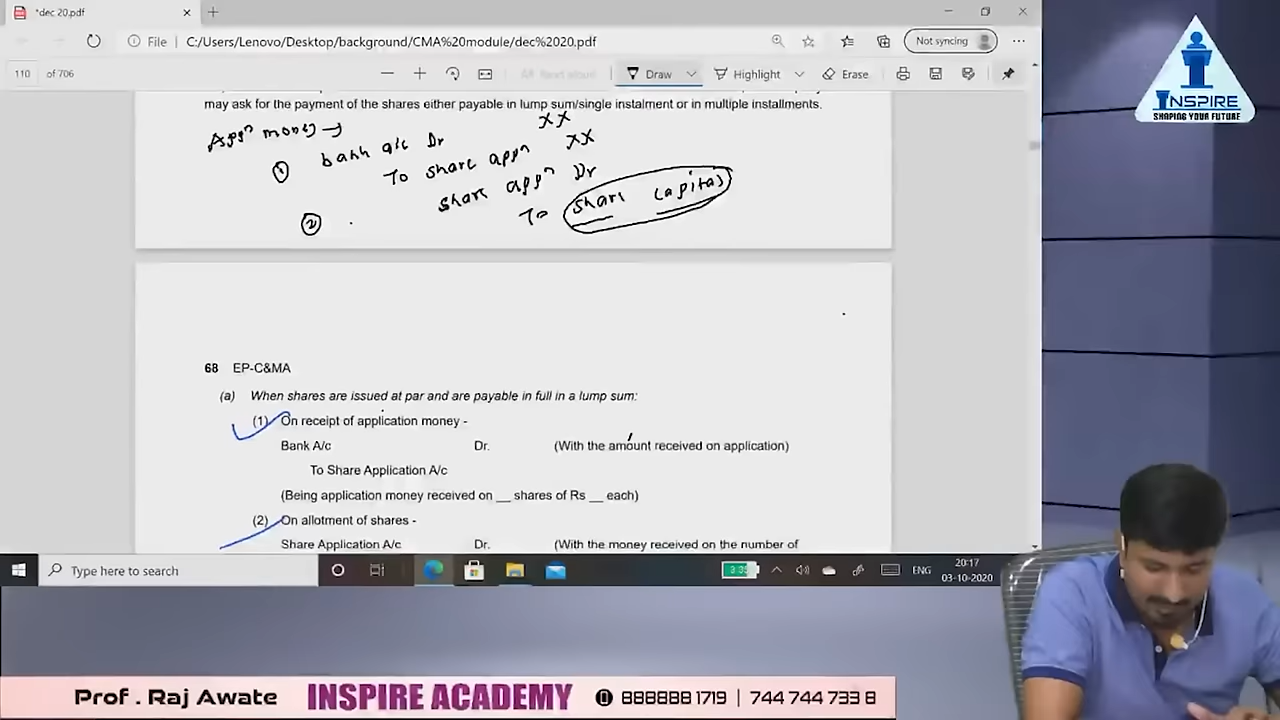 *dec 20.pdf
File C:/Users/Lenovo/Desktop/background/CMA%20module/dec%2020.pdf
Not syncing
110 of 706
Read aloud
Draw
Highlight
Erase
may ask for the payment of the shares either payable in lump sum/single instalment or in multiple installments.
Appn money →
① bank a/c Dr XX
To share appn XX
② share appn Dr
To share capital
68 EP-C&MA
(a) When shares are issued at par and are payable in full in a lump sum:
(1) On receipt of application money -
Bank A/c Dr. (With the amount received on application)
To Share Application A/c
(Being application money received on __ shares of Rs __ each)
(2) On allotment of shares -
Share Application A/c Dr. (With the money received on the number of
Type here to search
3:35
ENG
20:17
03-10-2020
INSPIRE
SHAPING YOUR FUTURE
Prof . Raj Awate INSPIRE ACADEMY 888888 1719 | 744 744 733 8